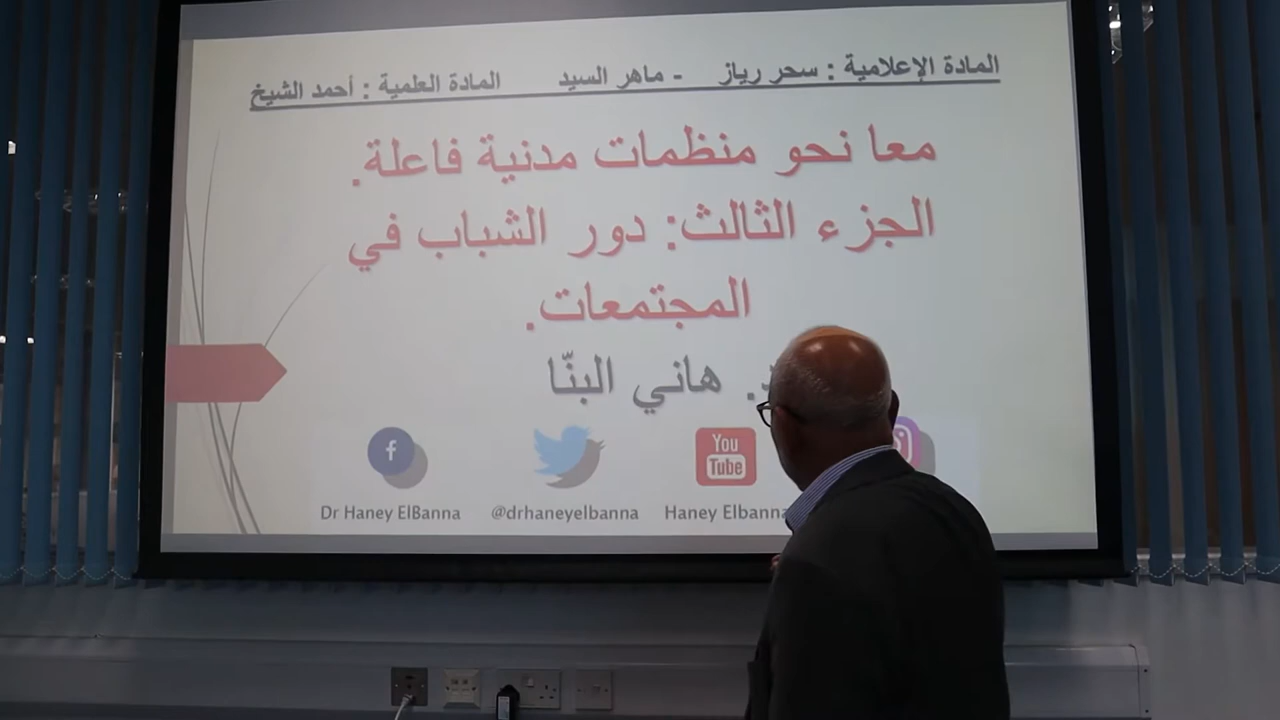 المادة الإعلامية : سحر رياز - ماهر السيد المادة العلمية : أحمد الشيخ
معا نحو منظمات مدنية فاعلة.
الجزء الثالث: دور الشباب في
المجتمعات.
د. هاني البنّا
f You Tube
Dr Haney ElBanna @drhaneyelbanna Haney Elbanna